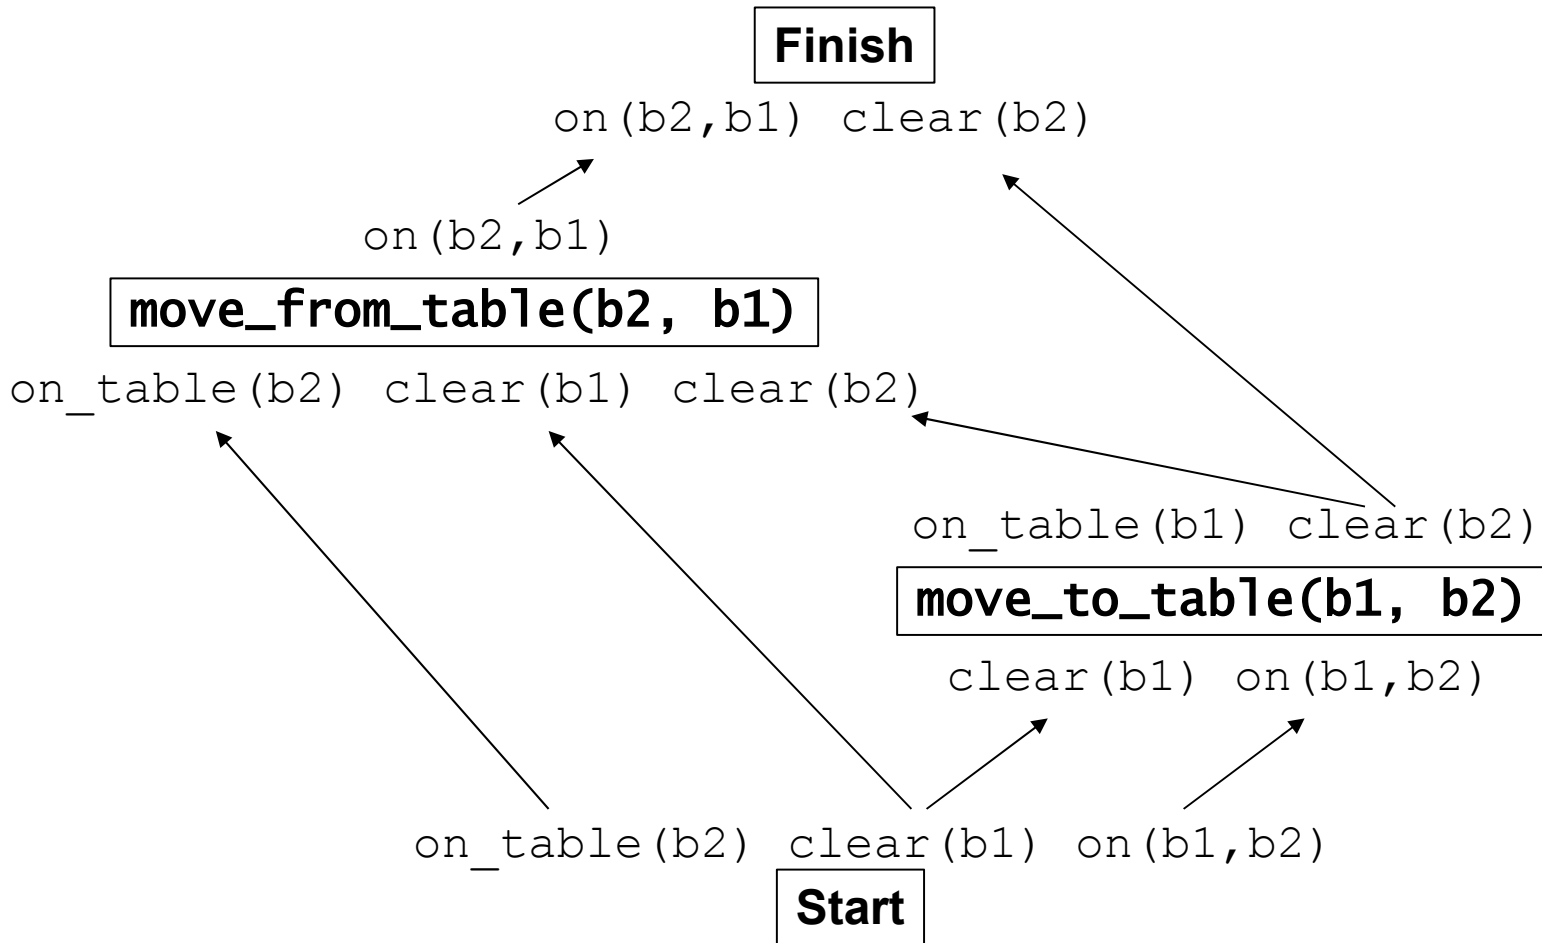 Finish
on(b2,b1) clear(b2)
on(b2,b1)
move_from_table(b2, b1)
on_table(b2) clear(b1) clear(b2)
on_table(b1) clear(b2)
move_to_table(b1, b2)
clear(b1) on(b1,b2)
on_table(b2) clear(b1) on(b1,b2)
Start